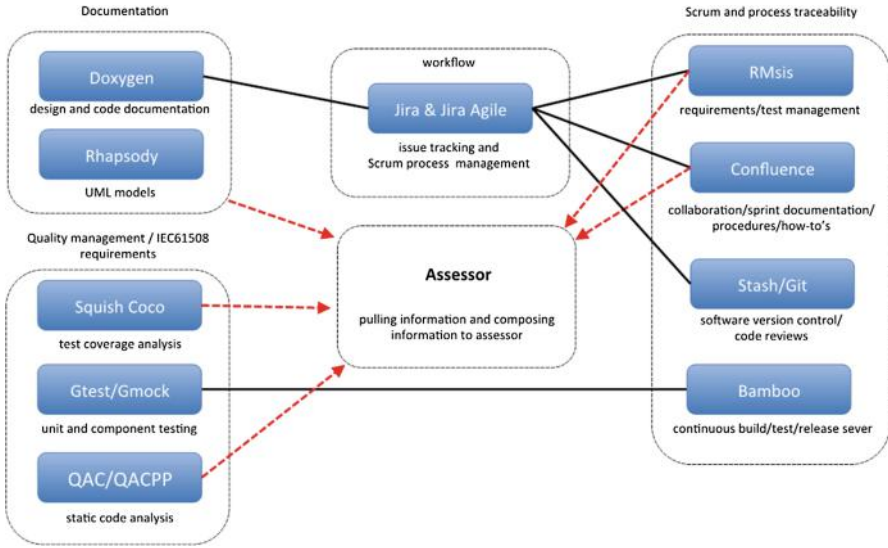 Documentation
Doxygen
design and code documentation
Rhapsody
UML models
Quality management / IEC61508
requirements
Squish Coco
test coverage analysis
Gtest/Gmock
unit and component testing
QAC/QACPP
static code analysis
workflow
Jira & Jira Agile
issue tracking and
Scrum process management
Assessor
pulling information and composing
information to assessor
Scrum and process traceability
RMsis
requirements/test management
Confluence
collaboration/sprint documentation/
procedures/how-to's
Stash/Git
software version control/
code reviews
Bamboo
continuous build/test/release sever